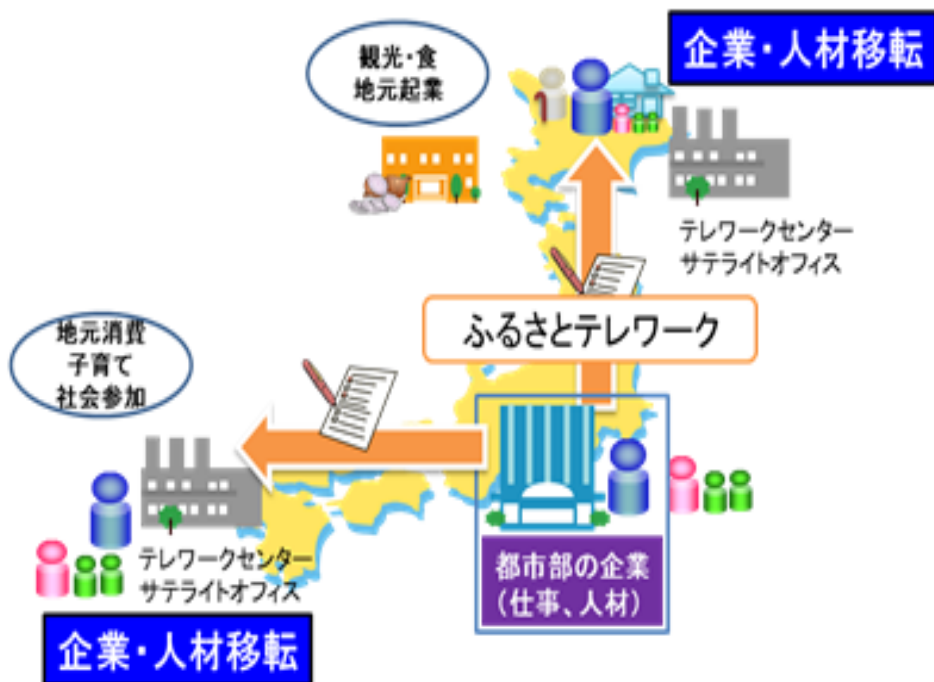 企業・人材移転
観光・食
地元起業
テレワークセンター
サテライトオフィス
ふるさとテレワーク
地元消費
子育て
社会参加
テレワークセンター
サテライトオフィス
都市部の企業
(仕事、人材)
企業・人材移転